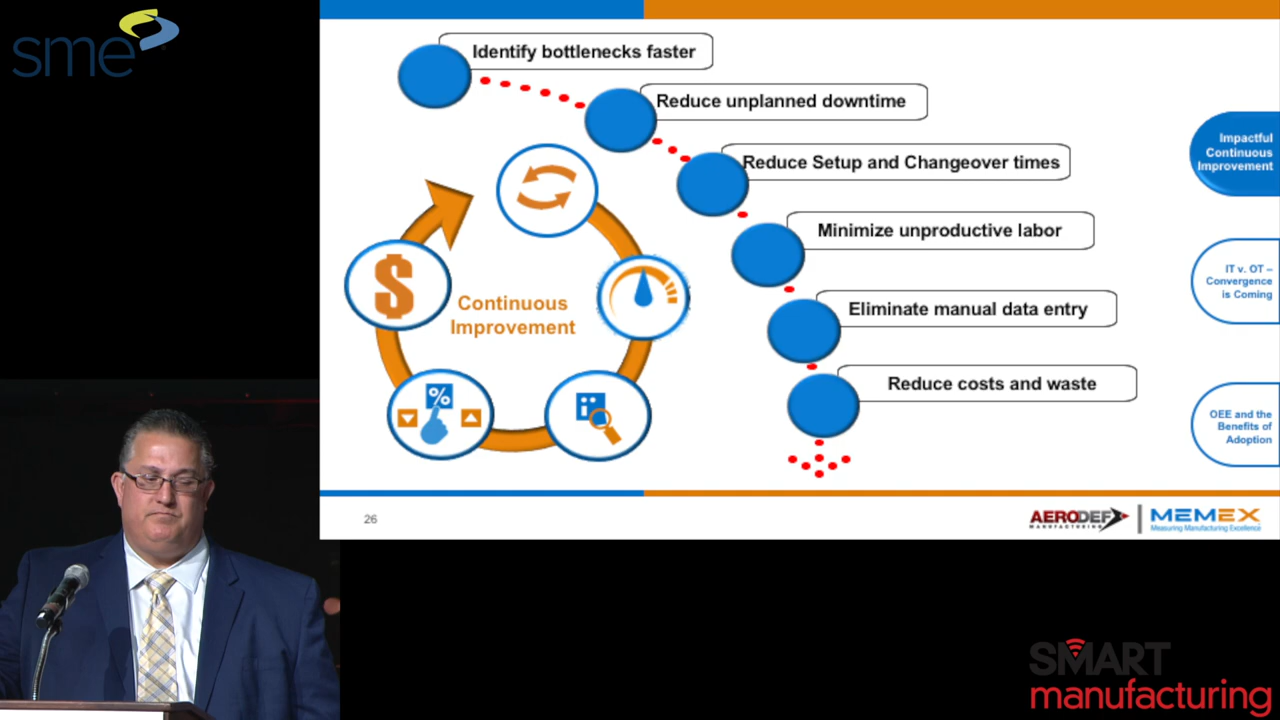 sme
Identify bottlenecks faster
Reduce unplanned downtime
Reduce Setup and Changeover times
Minimize unproductive labor
Eliminate manual data entry
Reduce costs and waste
Continuous
Improvement
$
%
Impactful
Continuous
Improvement
IT v. OT –
Convergence
is Coming
OEE and the
Benefits of
Adoption
26
AERODEF
MANUFACTURING
MEMEX
Measuring Manufacturing Excellence
SMART
manufacturing